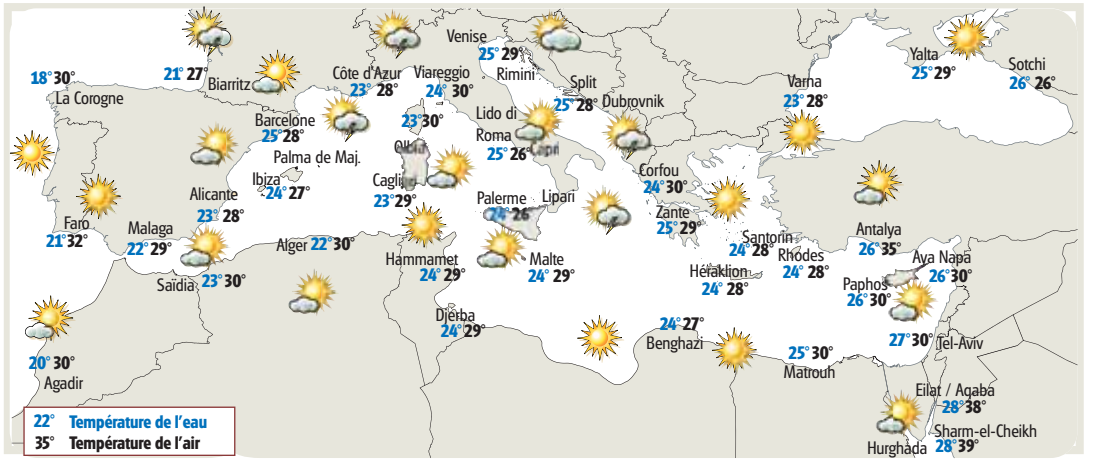 Venise
25° 29°
Rimini
Yalta
25° 29°
Sotchi
26° 26°
18° 30°
La Corogne
21° 27°
Biarritz
Côte d'Azur
23° 28°
Viareggio
24° 30°
Split
25° 28°
Dubrovnik
Varna
23° 28°
Barcelone
25° 28°
23° 30°
Lido di
Roma
25° 26°
Capri
Palma de Maj.
Ibiza
24° 27°
Cagliari
23° 29°
Corfou
24° 30°
Alicante
23° 28°
Palerme
24° 26°
Lipari
Zante
25° 29°
Faro
21° 32°
Malaga
22° 29°
Alger 22° 30°
Hammamet
24° 29°
Malte
24° 29°
Santorin
24° 28°
Rhodes
24° 28°
Antalya
26° 35°
Aya Napa
26° 30°
Saïdia
23° 30°
Héraklion
24° 28°
Paphos
26° 30°
Djerba
24° 29°
24° 27°
Benghazi
27° 30°
Tel-Aviv
25° 30°
Matrouh
20° 30°
Agadir
Eilat / Aqaba
28° 38°
Sharm-el-Cheikh
28° 39°
Hurghada
22° Température de l'eau
35° Température de l'air